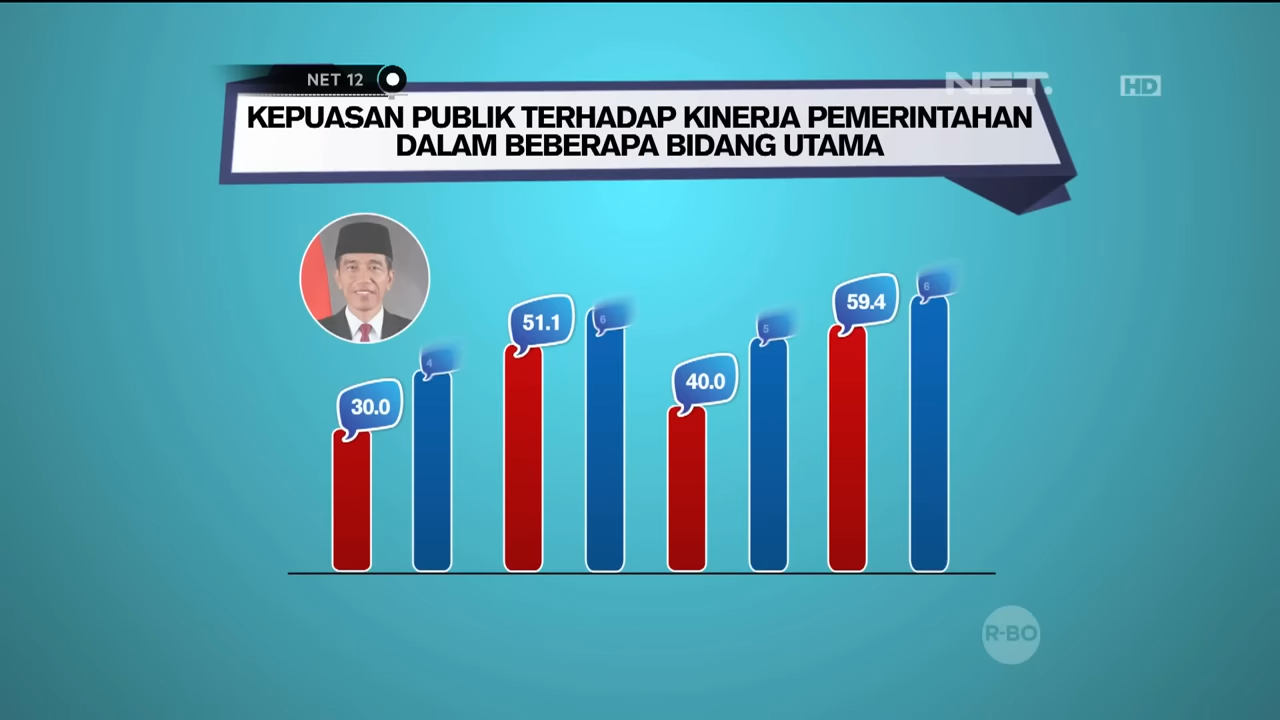 NET 12
NET.
HD
KEPUASAN PUBLIK TERHADAP KINERJA PEMERINTAHAN
DALAM BEBERAPA BIDANG UTAMA
30.0
4
51.1
6
40.0
5
59.4
6
R-BO